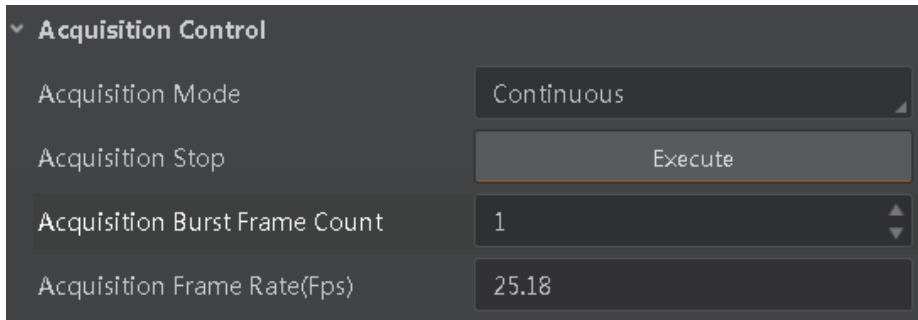 Acquisition Control
Acquisition Mode Continuous
Acquisition Stop Execute
Acquisition Burst Frame Count 1
Acquisition Frame Rate(Fps) 25.18